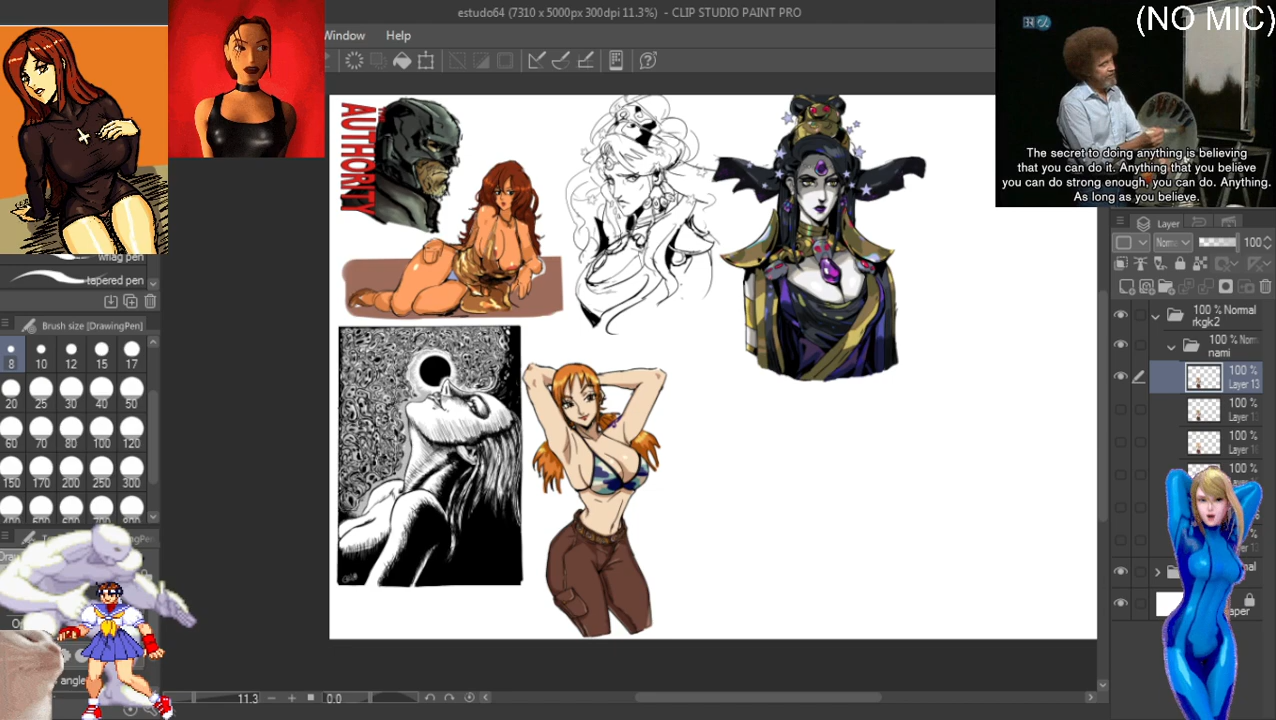 estudo64 (7310 x 5000px 300dpi 11.3%) - CLIP STUDIO PAINT PRO
(NO MIC)
Window Help
The secret to doing anything is believing
that you can do it. Anything that you believe
you can do strong enough, you can do. Anything.
As long as you believe.
AUTHORITY
tapered pen
Brush size [DrawingPen]
8 10 12 15 17
20 25 30 40 50
60 70 80 100 120
150 170 200 250 300
Layer
100
100 % Normal
rkgk2
nami
100 %
Layer 13
100 %
100 %
100 %
angle
11.3
0.0